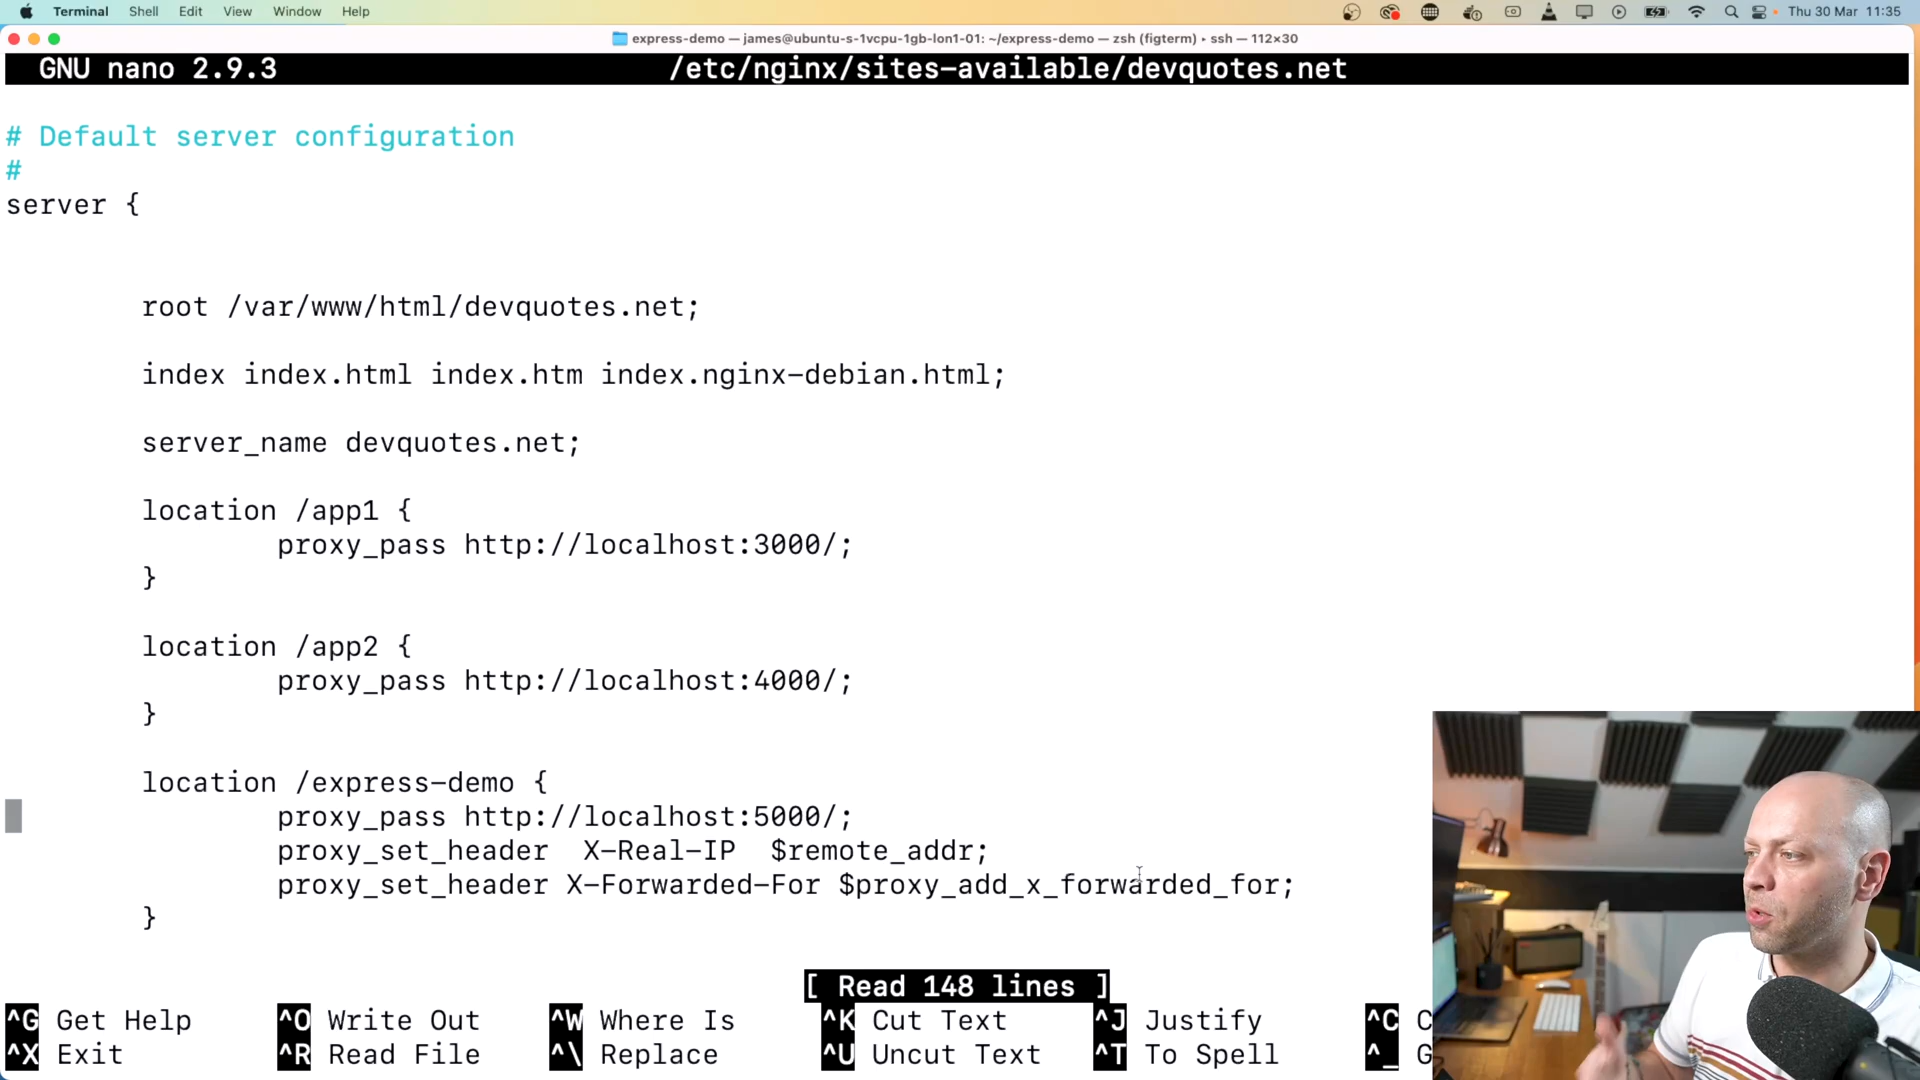 Terminal Shell Edit View Window Help Thu 30 Mar 11:35
express-demo — james@ubuntu-s-1vcpu-1gb-lon1-01: ~/express-demo — zsh (figterm) • ssh — 112×30
GNU nano 2.9.3 /etc/nginx/sites-available/devquotes.net
# Default server configuration
#
server {
root /var/www/html/devquotes.net;
index index.html index.htm index.nginx-debian.html;
server_name devquotes.net;
location /app1 {
proxy_pass http://localhost:3000/;
}
location /app2 {
proxy_pass http://localhost:4000/;
}
location /express-demo {
proxy_pass http://localhost:5000/;
proxy_set_header  X-Real-IP  $remote_addr;
proxy_set_header X-Forwarded-For $proxy_add_x_forwarded_for;
}
[ Read 148 lines ]
^G Get Help ^O Write Out ^W Where Is ^K Cut Text ^J Justify ^C C
^X Exit ^R Read File ^\ Replace ^U Uncut Text ^T To Spell ^_ G